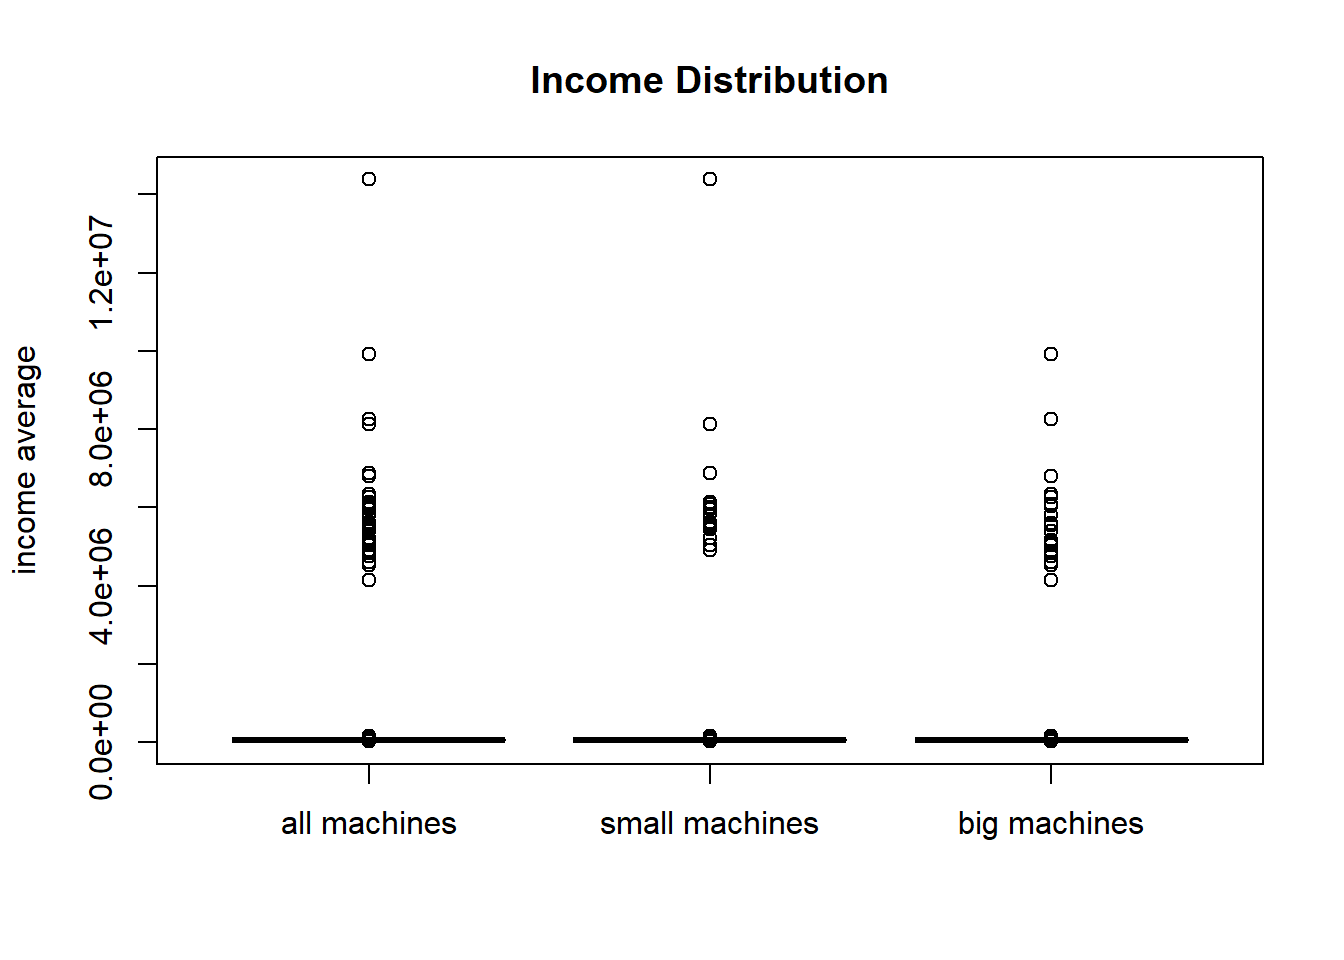 Income Distribution
income average
1.2e+07
8.0e+06
4.0e+06
0.0e+00
all machines
small machines
big machines